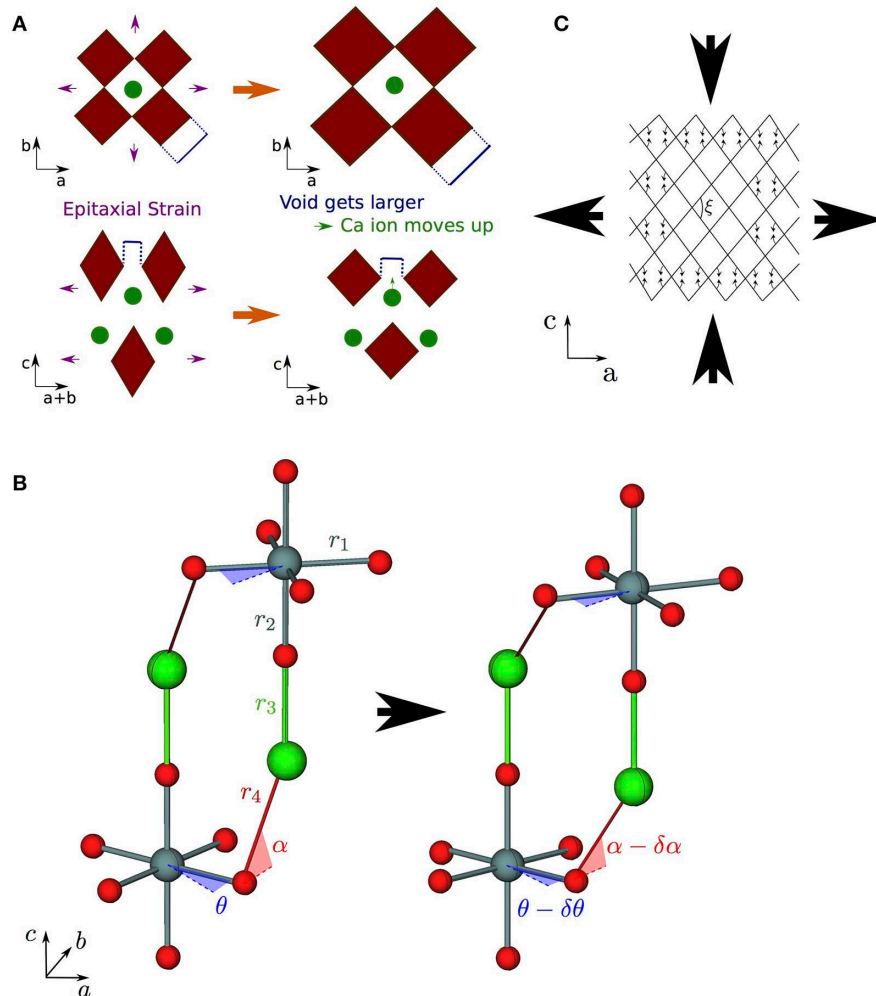 A
b
a
b
a
Epitaxial Strain
Void gets larger
Ca ion moves up
c
a+b
c
a+b
C
ξ
c
a
B
r₁
r₂
r₃
r₄
α
θ
α − δα
θ − δθ
c
b
a